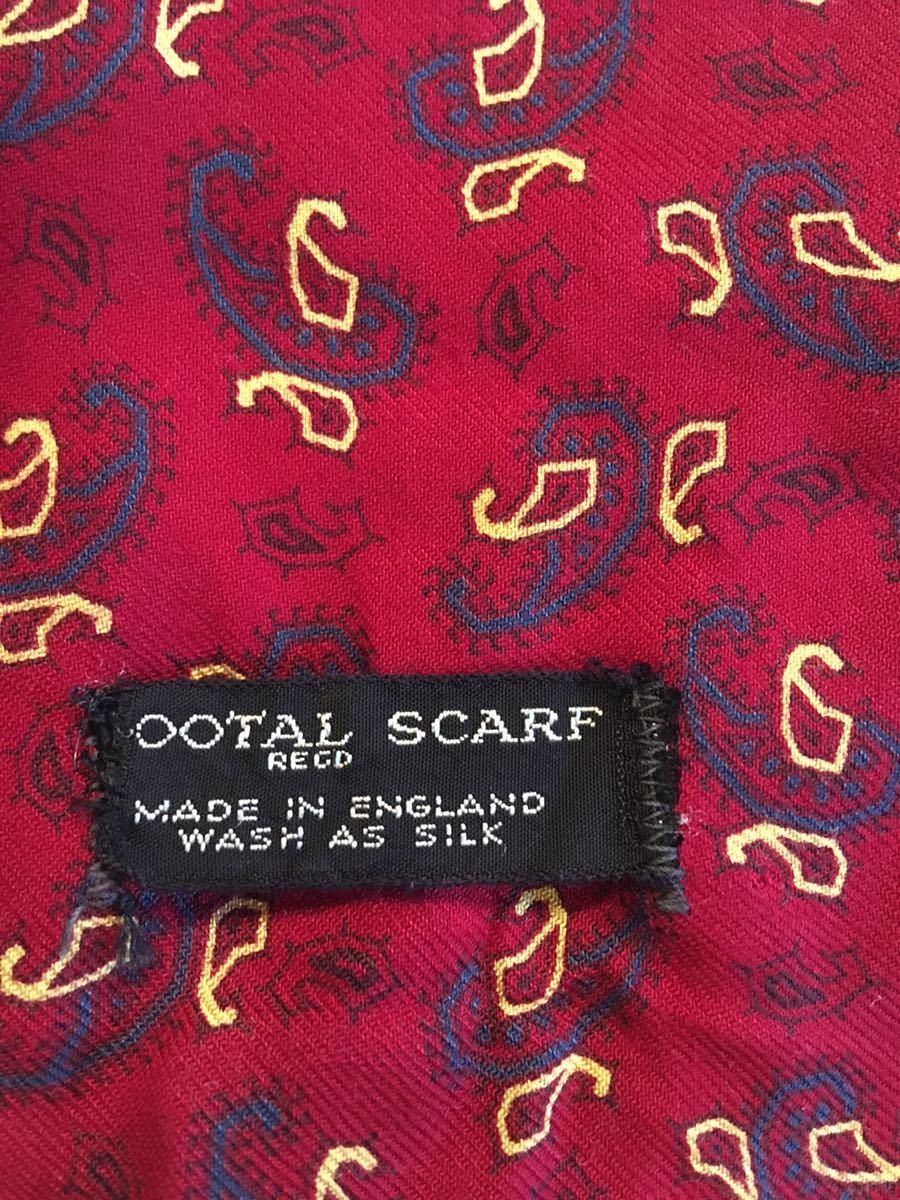 OOTAL SCARF
REGD
MADE IN ENGLAND
WASH AS SILK